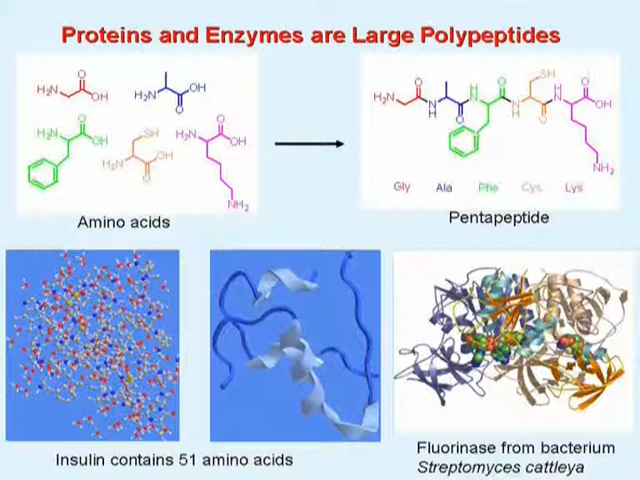 Proteins and Enzymes are Large Polypeptides
H₂N
O
OH
H₂N
O
OH
H₂N
O
OH
H₂N
SH
O
OH
H₂N
O
OH
NH₂
Amino acids
H₂N
O
N
H
O
H
N
O
N
H
SH
O
H
N
O
OH
NH₂
Gly Ala Phe Cys Lys
Pentapeptide
Insulin contains 51 amino acids
Fluorinase from bacterium
Streptomyces cattleya